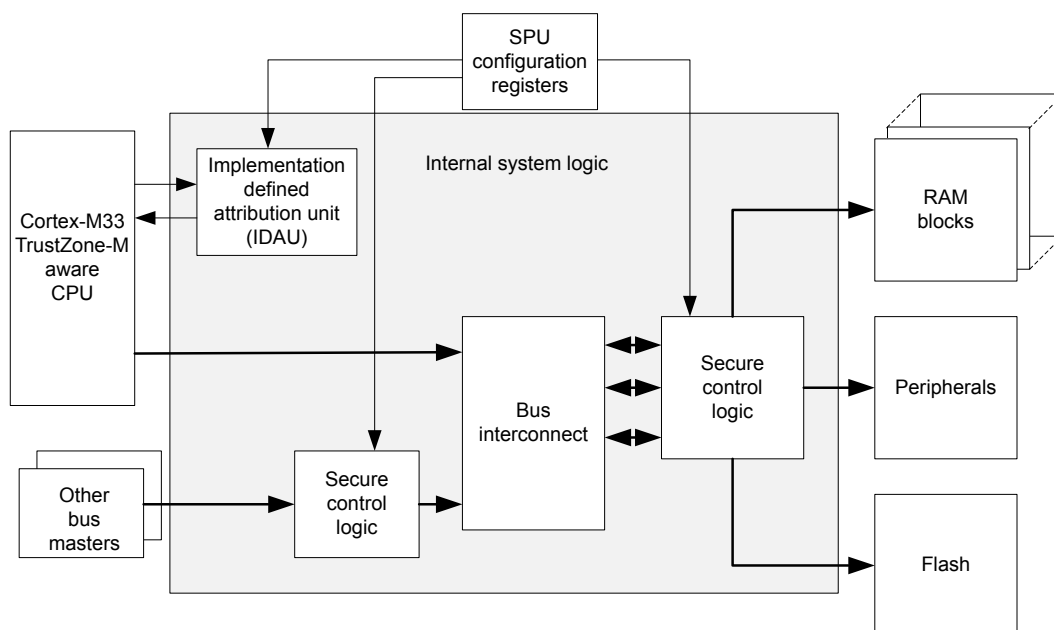 SPU
configuration
registers
Internal system logic
Implementation
defined
attribution unit
(IDAU)
Cortex-M33
TrustZone-M
aware
CPU
RAM
blocks
Bus
interconnect
Secure
control
logic
Peripherals
Other
bus
masters
Secure
control
logic
Flash